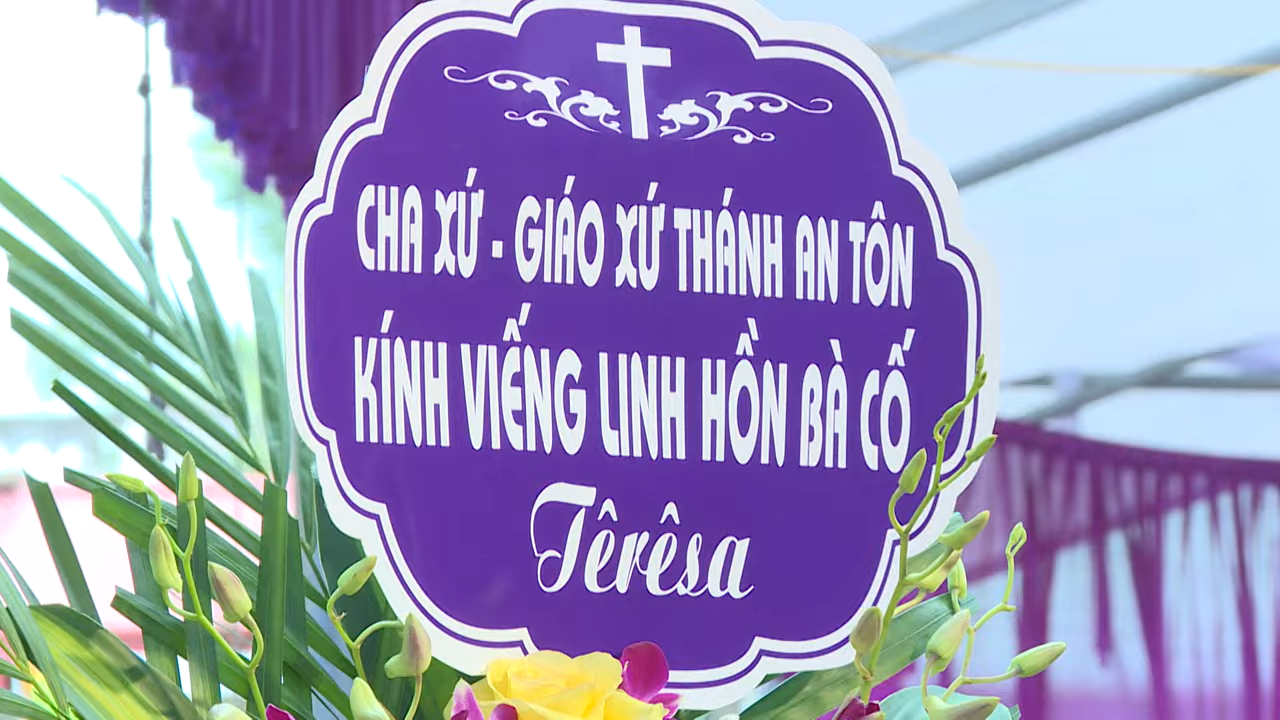 CHA XỨ - GIÁO XỨ THÁNH AN TÔN
KÍNH VIẾNG LINH HỒN BÀ CỐ
Têrêsa